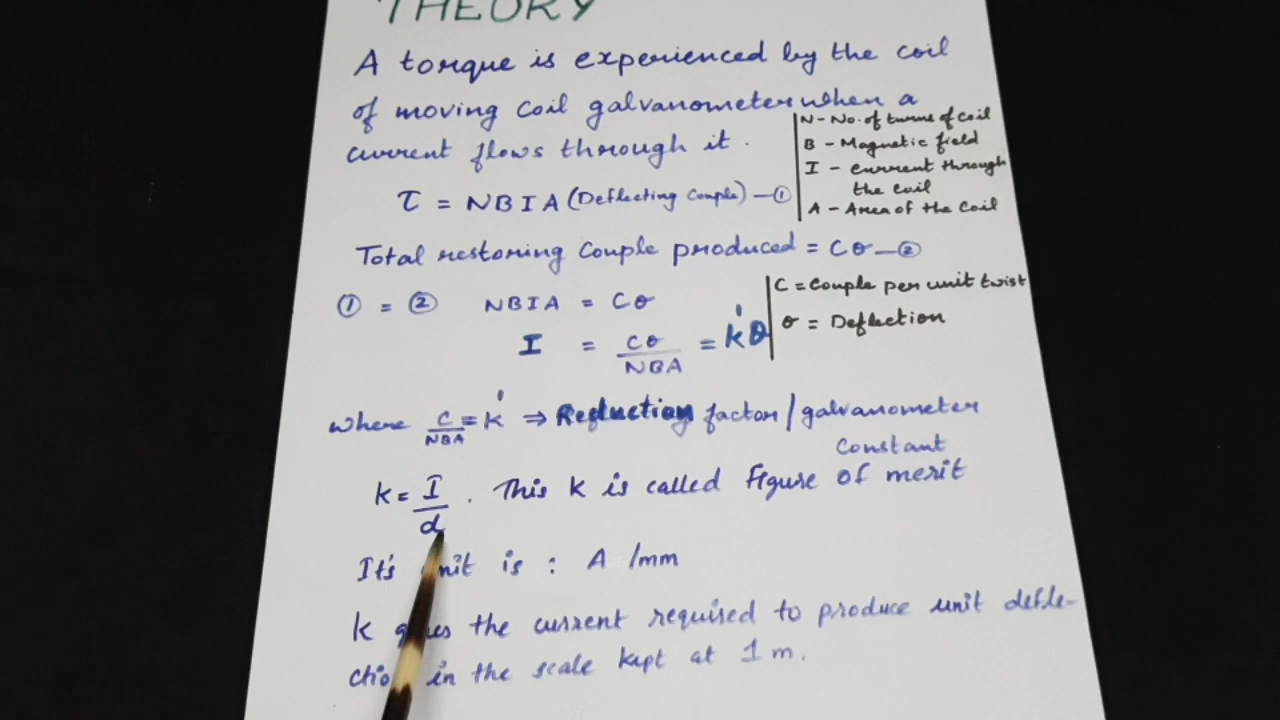 THEORY
A torque is experienced by the coil
of moving coil galvanometer when a
current flows through it.
N - No. of turns of coil
B - Magnetic field
I - current through
the coil
A - Area of the coil
τ = NBIA (Deflecting Couple) — ①
Total restoring Couple produced = Cθ — ②
C = Couple per unit twist
θ = Deflection
① = ② NBIA = Cθ
I = Cθ/NBA = k'θ
where C/NBA = k' ⇒ Reduction factor / galvanometer
Constant
k = I/d . This k is called Figure of merit
It's unit is : A /mm
k the current required to produce unit defle-
ction in the scale kept at 1 m.